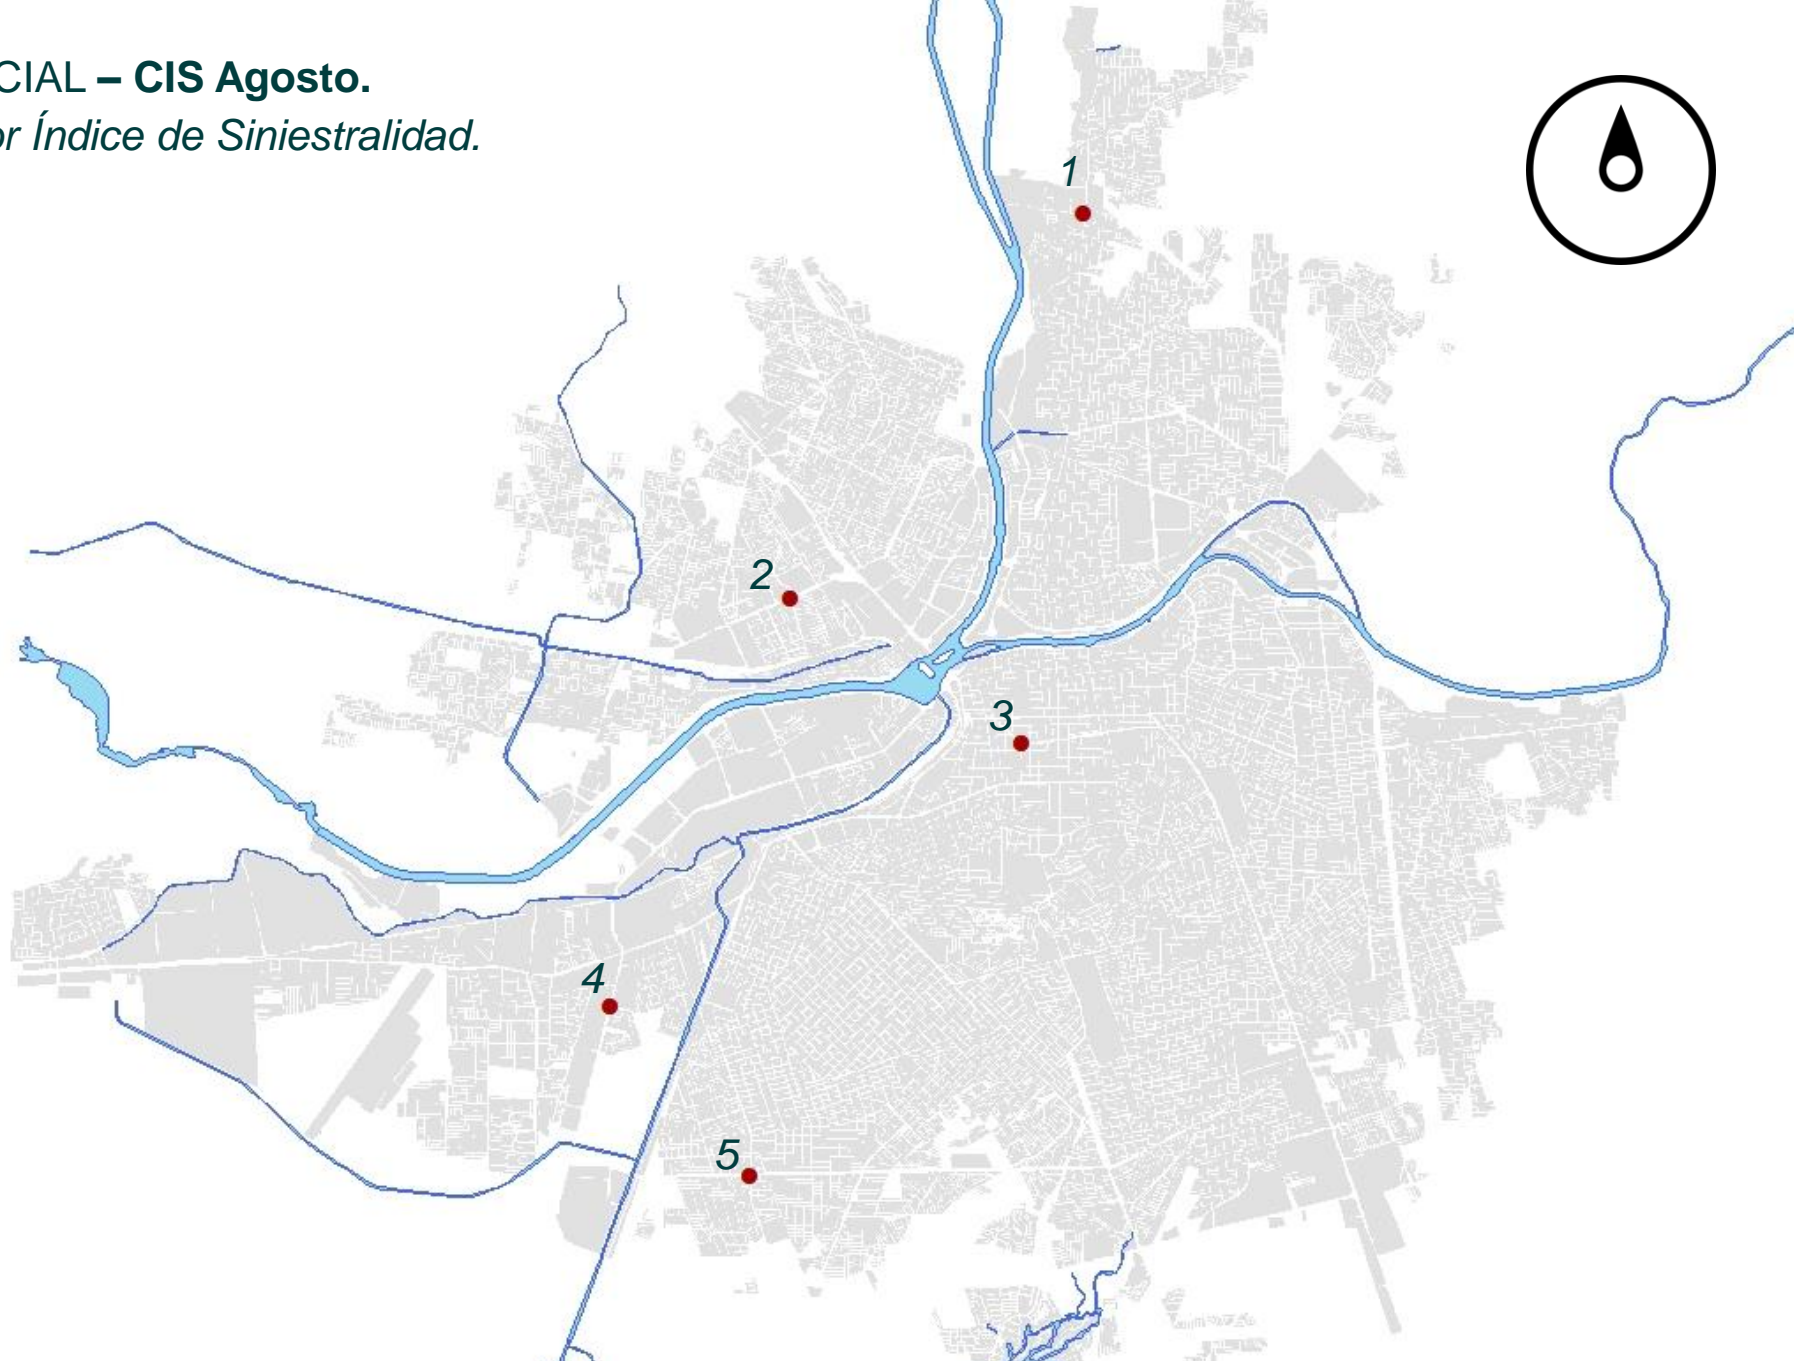 CIAL – CIS Agosto.
or Índice de Siniestralidad.
1
2
3
4
5